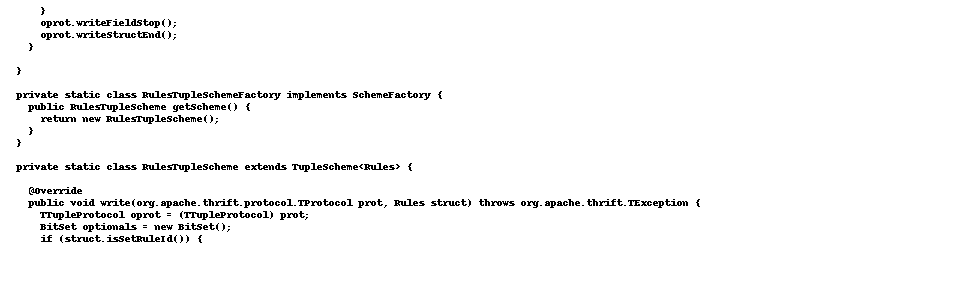 }
oprot.writeFieldStop();
oprot.writeStructEnd();
}
}
private static class RulesTupleSchemeFactory implements SchemeFactory {
public RulesTupleScheme getScheme() {
return new RulesTupleScheme();
}
}
private static class RulesTupleScheme extends TupleScheme<Rules> {
@Override
public void write(org.apache.thrift.protocol.TProtocol prot, Rules struct) throws org.apache.thrift.TException {
TTupleProtocol oprot = (TTupleProtocol) prot;
BitSet optionals = new BitSet();
if (struct.isSetRuleId()) {